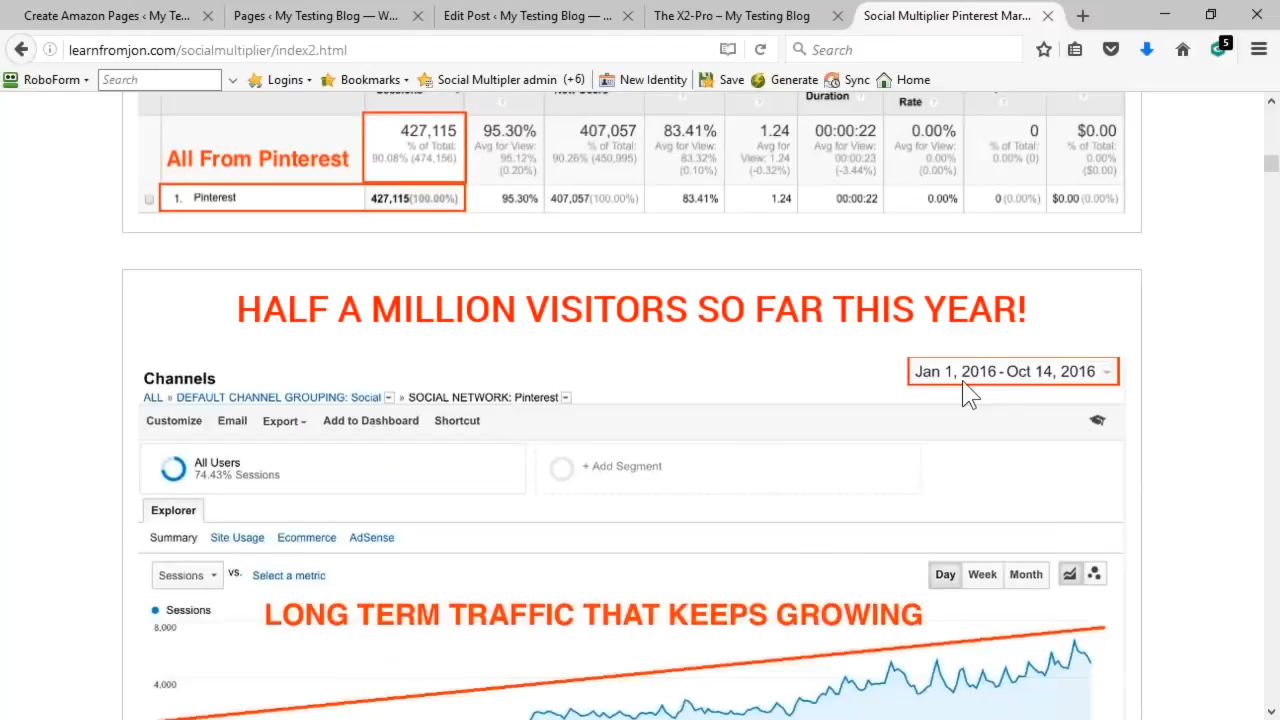 Create Amazon Pages ‹ My Te...
Pages ‹ My Testing Blog — W...
Edit Post ‹ My Testing Blog — ...
The X2-Pro – My Testing Blog
Social Multiplier Pinterest Mar...
learnfromjon.com/socialmultiplier/index2.html
Search
5
RoboForm
Search
Logins
Bookmarks
Social Multipler admin (+6)
New Identity
Save
Generate
Sync
Home
Duration
Rate
All From Pinterest
427,115
% of Total:
90.08% (474,156)
95.30%
Avg for View:
95.12%
(0.20%)
407,057
% of Total:
90.26% (450,995)
83.41%
Avg for View:
83.32%
(0.10%)
1.24
Avg for
View: 1.24
(-0.32%)
00:00:22
Avg for View:
00:00:23
(-3.44%)
0.00%
Avg for View:
0.00%
(0.00%)
0
% of Total:
0.00% (0)
$0.00
% of Total:
0.00%
($0.00)
1. Pinterest 427,115(100.00%) 95.30% 407,057(100.00%) 83.41% 1.24 00:00:22 0.00% 0 (0.00%) $0.00 (0.00%)
HALF A MILLION VISITORS SO FAR THIS YEAR!
Jan 1, 2016 - Oct 14, 2016
Channels
ALL » DEFAULT CHANNEL GROUPING: Social » SOCIAL NETWORK: Pinterest
Customize Email Export Add to Dashboard Shortcut
All Users
74.43% Sessions
+ Add Segment
Explorer
Summary Site Usage Ecommerce AdSense
Sessions VS. Select a metric
Day Week Month
Sessions
LONG TERM TRAFFIC THAT KEEPS GROWING
8,000
4,000